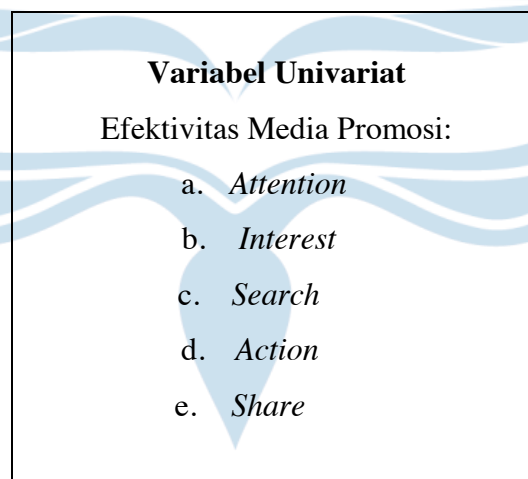 Variabel Univariat
Efektivitas Media Promosi:
a. Attention
b. Interest
c. Search
d. Action
e. Share